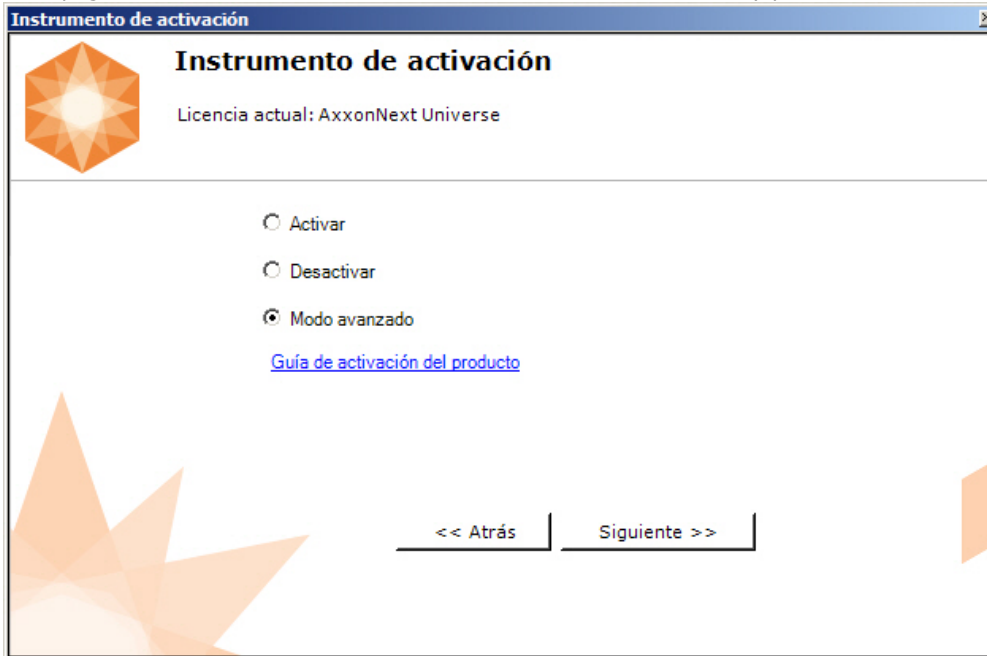 Instrumento de activación
Instrumento de activación
Licencia actual: AxxonNext Universe
Activar
Desactivar
Modo avanzado
Guía de activación del producto
<< Atrás
Siguiente >>